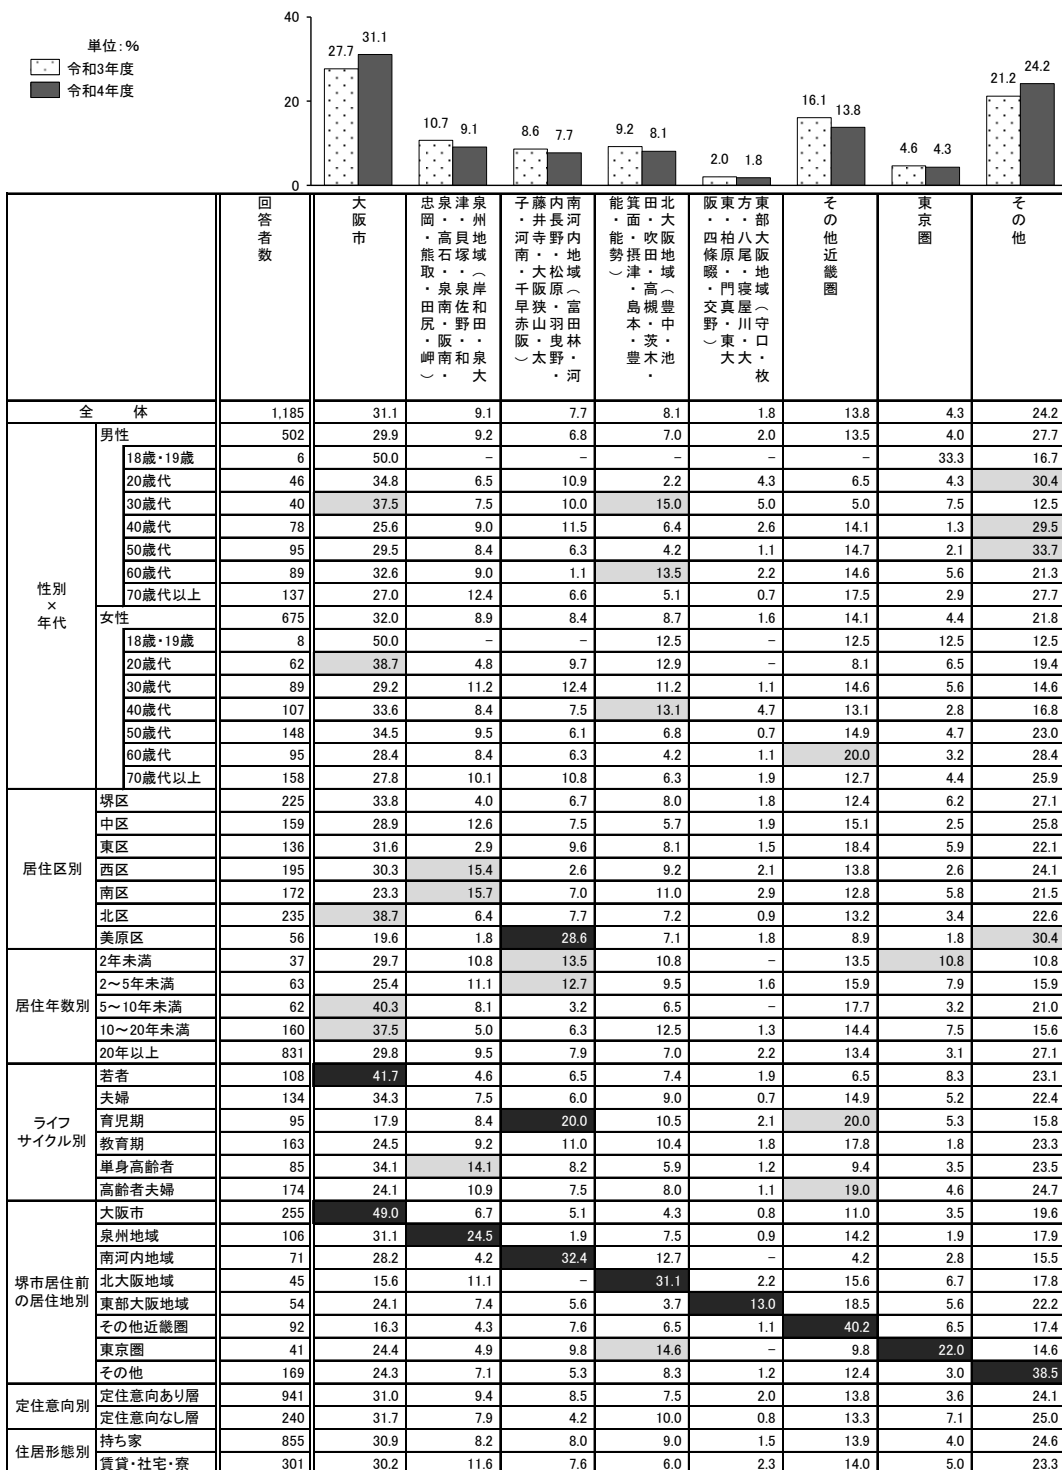 単位：％
令和3年度
令和4年度
40
20
0
27.7 31.1
10.7 9.1
8.6 7.7
9.2 8.1
2.0 1.8
16.1 13.8
4.6 4.3
21.2 24.2
回答者数
大阪市
泉州地域（岸和田・泉大
津・貝塚・泉佐野・和
泉・高石・泉南・阪南・
忠岡・熊取・田尻・岬）
南河内地域（富田林・河
内長野・松原・羽曳野・
藤井寺・大阪狭山・太
子・河南・千早赤阪）
北大阪地域（豊中・池
田・吹田・高槻・茨木・
箕面・摂津・島本・豊
能・能勢）
東部大阪地域（守口・枚
方・八尾・寝屋川・大
東・柏原・門真・東大
阪・四條畷・交野）
その他近畿圏
東京圏
その他
全 体 1,185 31.1 9.1 7.7 8.1 1.8 13.8 4.3 24.2
性別
×
年代
男性 502 29.9 9.2 6.8 7.0 2.0 13.5 4.0 27.7
18歳・19歳 6 50.0 － － － － － 33.3 16.7
20歳代 46 34.8 6.5 10.9 2.2 4.3 6.5 4.3 30.4
30歳代 40 37.5 7.5 10.0 15.0 5.0 5.0 7.5 12.5
40歳代 78 25.6 9.0 11.5 6.4 2.6 14.1 1.3 29.5
50歳代 95 29.5 8.4 6.3 4.2 1.1 14.7 2.1 33.7
60歳代 89 32.6 9.0 1.1 13.5 2.2 14.6 5.6 21.3
70歳代以上 137 27.0 12.4 6.6 5.1 0.7 17.5 2.9 27.7
女性 675 32.0 8.9 8.4 8.7 1.6 14.1 4.4 21.8
18歳・19歳 8 50.0 － － 12.5 － 12.5 12.5 12.5
20歳代 62 38.7 4.8 9.7 12.9 － 8.1 6.5 19.4
30歳代 89 29.2 11.2 12.4 11.2 1.1 14.6 5.6 14.6
40歳代 107 33.6 8.4 7.5 13.1 4.7 13.1 2.8 16.8
50歳代 148 34.5 9.5 6.1 6.8 0.7 14.9 4.7 23.0
60歳代 95 28.4 8.4 6.3 4.2 1.1 20.0 3.2 28.4
70歳代以上 158 27.8 10.1 10.8 6.3 1.9 12.7 4.4 25.9
居住区別
堺区 225 33.8 4.0 6.7 8.0 1.8 12.4 6.2 27.1
中区 159 28.9 12.6 7.5 5.7 1.9 15.1 2.5 25.8
東区 136 31.6 2.9 9.6 8.1 1.5 18.4 5.9 22.1
西区 195 30.3 15.4 2.6 9.2 2.1 13.8 2.6 24.1
南区 172 23.3 15.7 7.0 11.0 2.9 12.8 5.8 21.5
北区 235 38.7 6.4 7.7 7.2 0.9 13.2 3.4 22.6
美原区 56 19.6 1.8 28.6 7.1 1.8 8.9 1.8 30.4
居住年数別
2年未満 37 29.7 10.8 13.5 10.8 － 13.5 10.8 10.8
2～5年未満 63 25.4 11.1 12.7 9.5 1.6 15.9 7.9 15.9
5～10年未満 62 40.3 8.1 3.2 6.5 － 17.7 3.2 21.0
10～20年未満 160 37.5 5.0 6.3 12.5 1.3 14.4 7.5 15.6
20年以上 831 29.8 9.5 7.9 7.0 2.2 13.4 3.1 27.1
ライフ
サイクル別
若者 108 41.7 4.6 6.5 7.4 1.9 6.5 8.3 23.1
夫婦 134 34.3 7.5 6.0 9.0 0.7 14.9 5.2 22.4
育児期 95 17.9 8.4 20.0 10.5 2.1 20.0 5.3 15.8
教育期 163 24.5 9.2 11.0 10.4 1.8 17.8 1.8 23.3
単身高齢者 85 34.1 14.1 8.2 5.9 1.2 9.4 3.5 23.5
高齢者夫婦 174 24.1 10.9 7.5 8.0 1.1 19.0 4.6 24.7
堺市居住前
の居住地別
大阪市 255 49.0 6.7 5.1 4.3 0.8 11.0 3.5 19.6
泉州地域 106 31.1 24.5 1.9 7.5 0.9 14.2 1.9 17.9
南河内地域 71 28.2 4.2 32.4 12.7 － 4.2 2.8 15.5
北大阪地域 45 15.6 11.1 － 31.1 2.2 15.6 6.7 17.8
東部大阪地域 54 24.1 7.4 5.6 3.7 13.0 18.5 5.6 22.2
その他近畿圏 92 16.3 4.3 7.6 6.5 1.1 40.2 6.5 17.4
東京圏 41 24.4 4.9 9.8 14.6 － 9.8 22.0 14.6
その他 169 24.3 7.1 5.3 8.3 1.2 12.4 3.0 38.5
定住意向別
定住意向あり層 941 31.0 9.4 8.5 7.5 2.0 13.8 3.6 24.1
定住意向なし層 240 31.7 7.9 4.2 10.0 0.8 13.3 7.1 25.0
住居形態別
持ち家 855 30.9 8.2 8.0 9.0 1.5 13.9 4.0 24.6
賃貸・社宅・寮 301 30.2 11.6 7.6 6.0 2.3 14.0 5.0 23.3